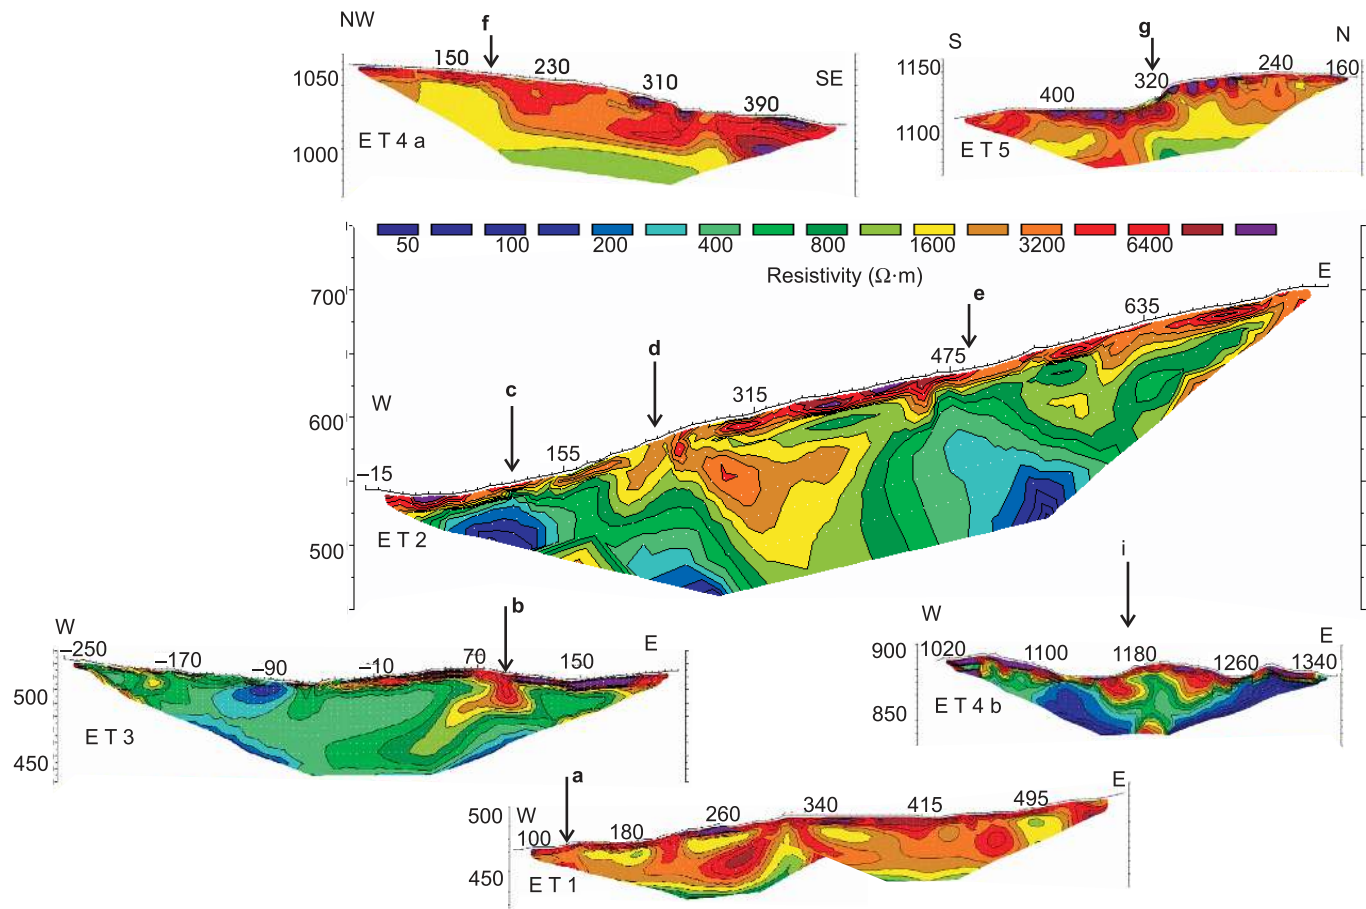 NW f
150 230 310 390 SE
1050
1000
E T 4 a
S g N
400 320 240 160
1150
1100
E T 5
50 100 200 400 800 1600 3200 6400
Resistivity (Ω·m)
W c d e E
−15 155 315 475 635
700
600
500
E T 2
W b E
−250 −170 −90 −10 70 150
500
450
E T 3
i
W E
1020 1100 1180 1260 1340
900
850
E T 4 b
a
W E
100 180 260 340 415 495
500
450
E T 1